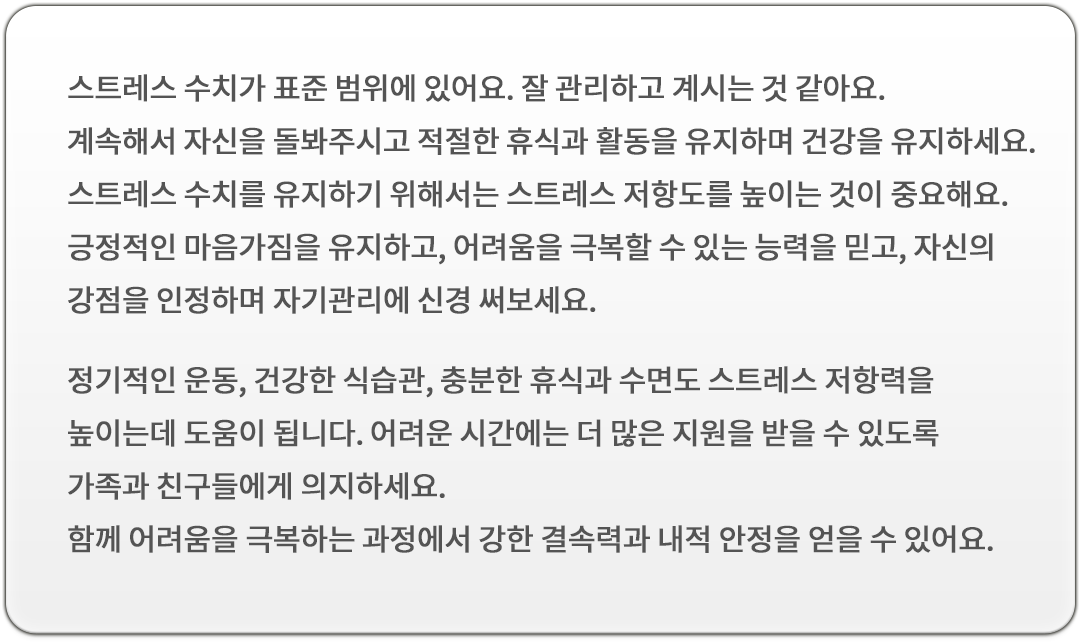 스트레스 수치가 표준 범위에 있어요. 잘 관리하고 계시는 것 같아요.
계속해서 자신을 돌봐주시고 적절한 휴식과 활동을 유지하며 건강을 유지하세요.
스트레스 수치를 유지하기 위해서는 스트레스 저항도를 높이는 것이 중요해요.
긍정적인 마음가짐을 유지하고, 어려움을 극복할 수 있는 능력을 믿고, 자신의
강점을 인정하며 자기관리에 신경 써보세요.
정기적인 운동, 건강한 식습관, 충분한 휴식과 수면도 스트레스 저항력을
높이는데 도움이 됩니다. 어려운 시간에는 더 많은 지원을 받을 수 있도록
가족과 친구들에게 의지하세요.
함께 어려움을 극복하는 과정에서 강한 결속력과 내적 안정을 얻을 수 있어요.